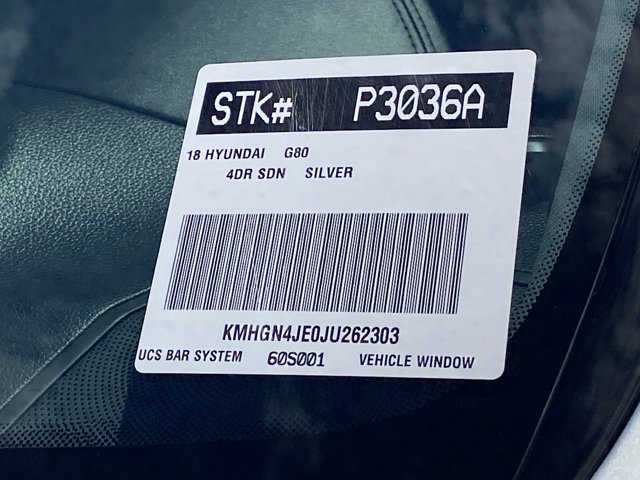 STK# P3036A
18 HYUNDAI G80
4DR SDN SILVER
KMHGN4JE0JU262303
UCS BAR SYSTEM 60S001 VEHICLE WINDOW